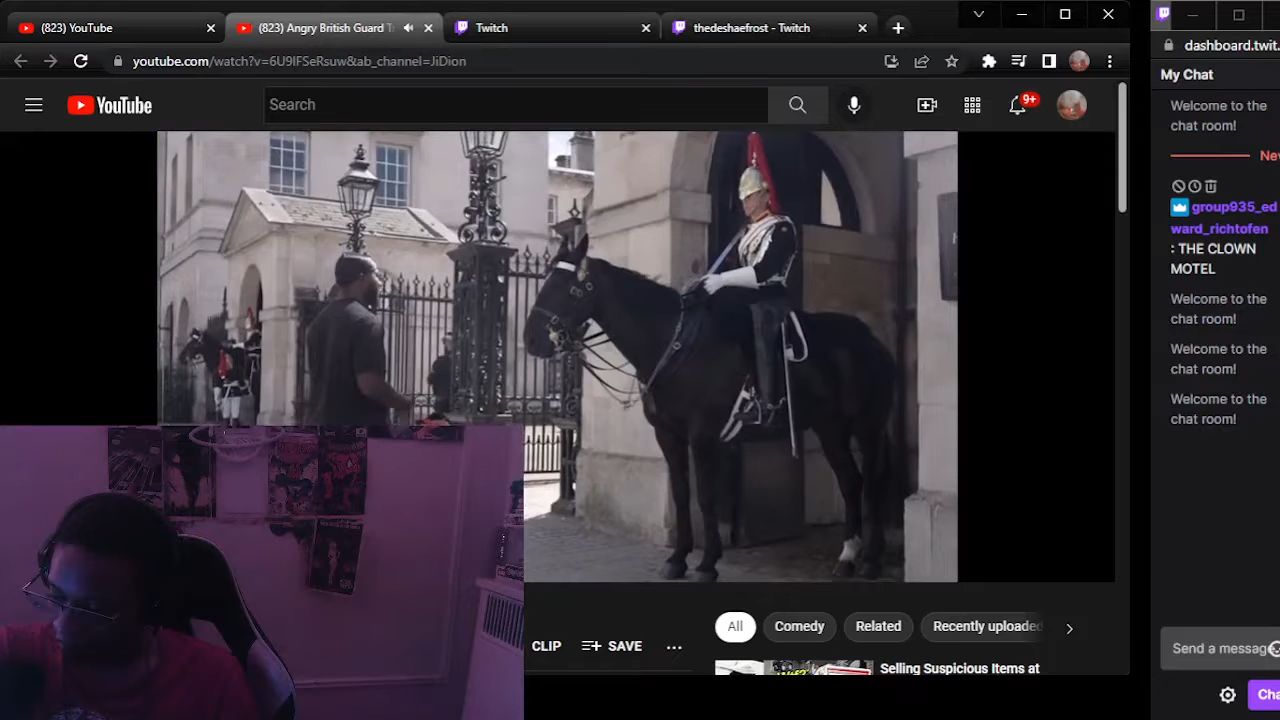 (823) YouTube
(823) Angry British Guard T
Twitch
thedeshaefrost - Twitch
youtube.com/watch?v=6U9IFSeRsuw&ab_channel=JiDion
dashboard.twit
YouTube
Search
9+
My Chat
Welcome to the
chat room!
Ne
group935_ed
ward_richtofen
: THE CLOWN
MOTEL
Welcome to the
chat room!
Welcome to the
chat room!
Welcome to the
chat room!
CLIP
SAVE
All
Comedy
Related
Recently uploaded
Selling Suspicious Items at
Send a message
Cha